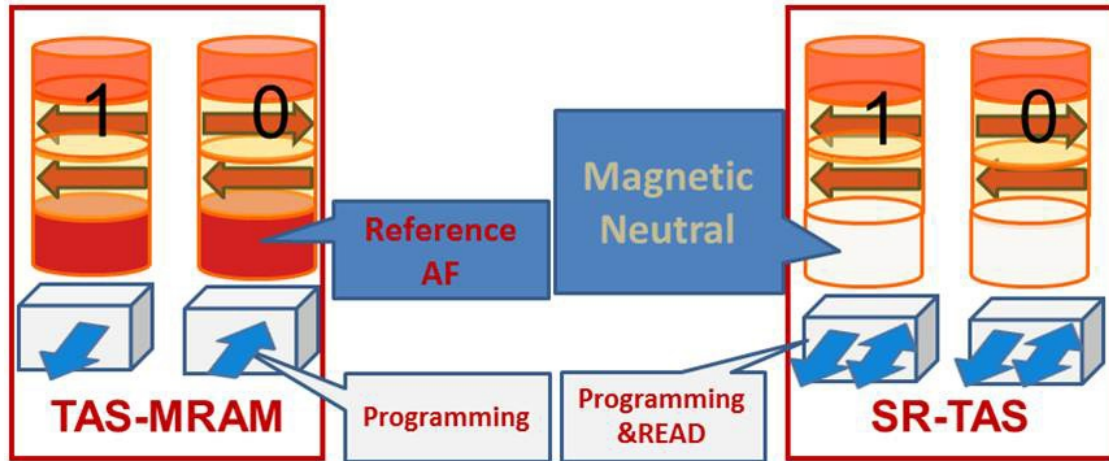 1
0
Reference
AF
Magnetic
Neutral
1
0
Programming
Programming
&READ
TAS-MRAM
SR-TAS